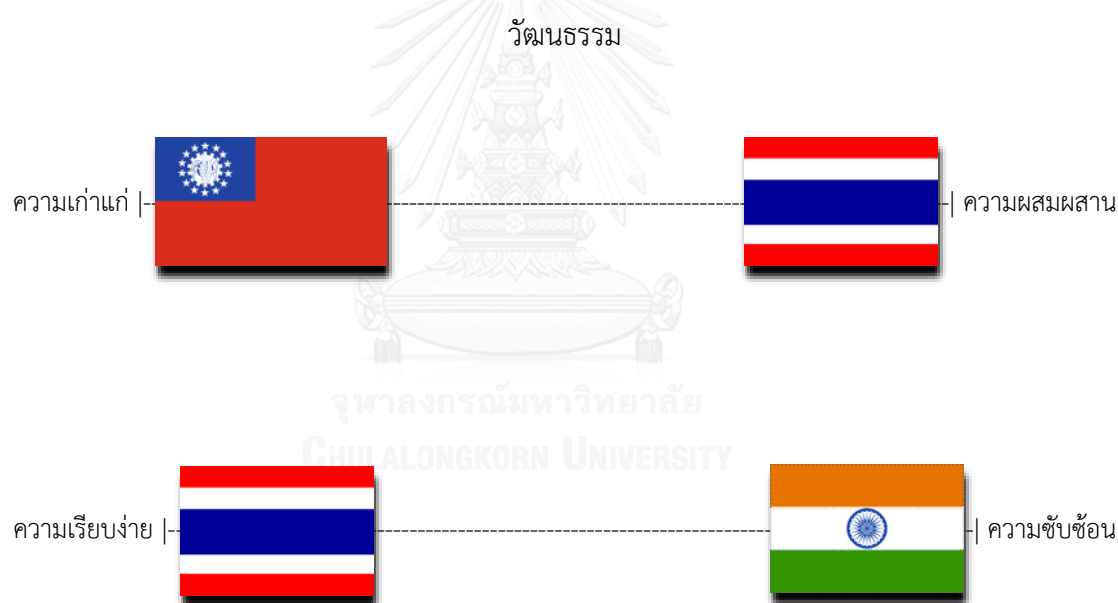 วัฒนธรรม
ความเก่าแก่ |
| ความผสมผสาน
จุฬาลงกรณ์มหาวิทยาลัย
CHULALONGKORN UNIVERSITY
ความเรียบง่าย |
| ความซับซ้อน